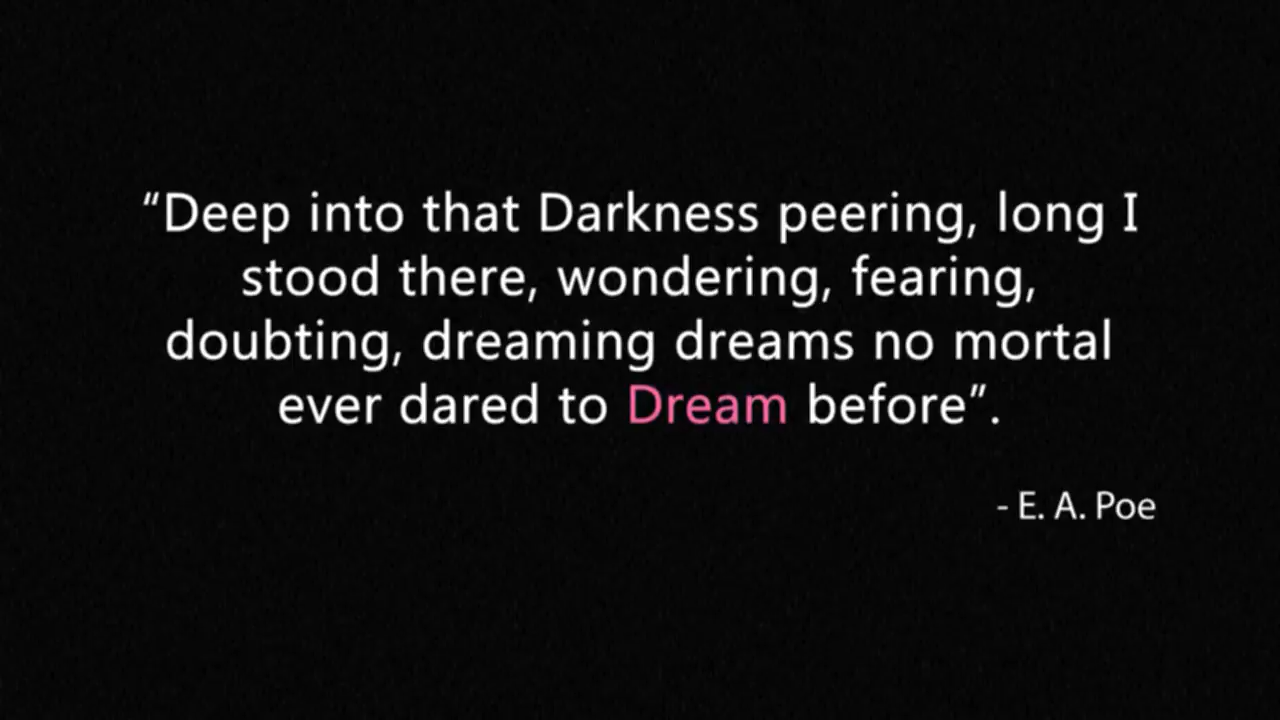 “Deep into that Darkness peering, long I
stood there, wondering, fearing,
doubting, dreaming dreams no mortal
ever dared to Dream before”.
- E. A. Poe